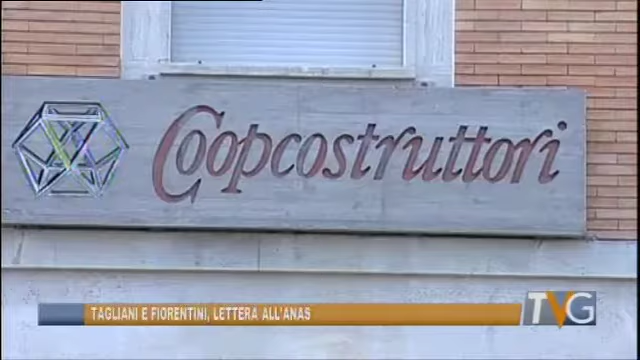 Coopcostruttori
TAGLIANI E FIORENTINI, LETTERA ALL'ANAS
TVG